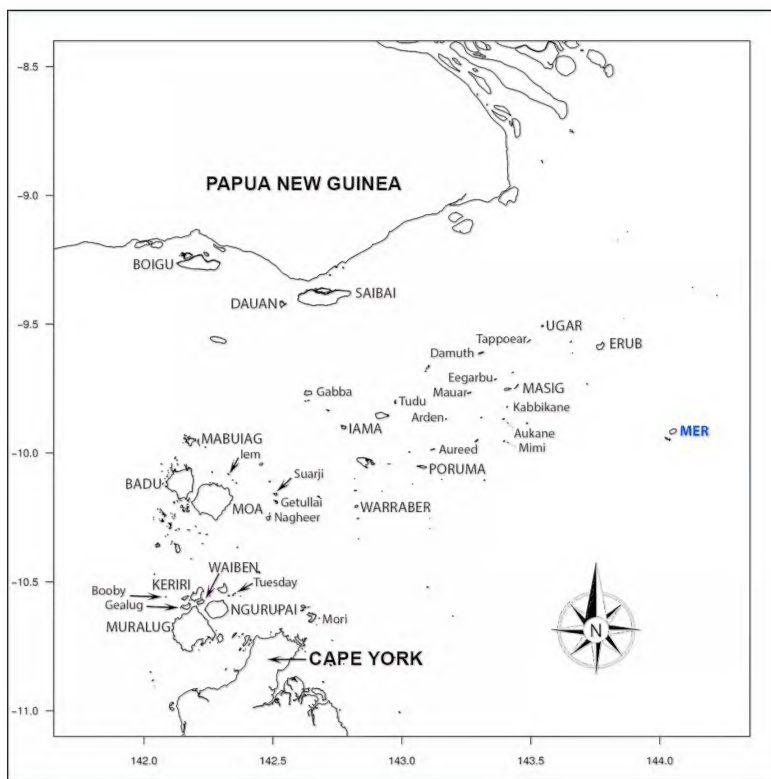 -8.5
-9.0
-9.5
-10.0
-10.5
-11.0
PAPUA NEW GUINEA
BOIGU
SAIBAI
DAUAN
UGAR
Tappoear
ERUB
Damuth
Eegarbu
MASIG
Gabba
Mauar
Tudu
Kabbikane
Arden
IAMA
Aukane
MER
MABUIAG
Mimi
Iem
Aureed
Suarji
PORUMA
BADU
Getullai
MOA
WARRABER
Nagheer
WAIBEN
KERIRI
Tuesday
Booby
Gealug
NGURUPAI
Mori
MURALUG
N
CAPE YORK
142.0 142.5 143.0 143.5 144.0